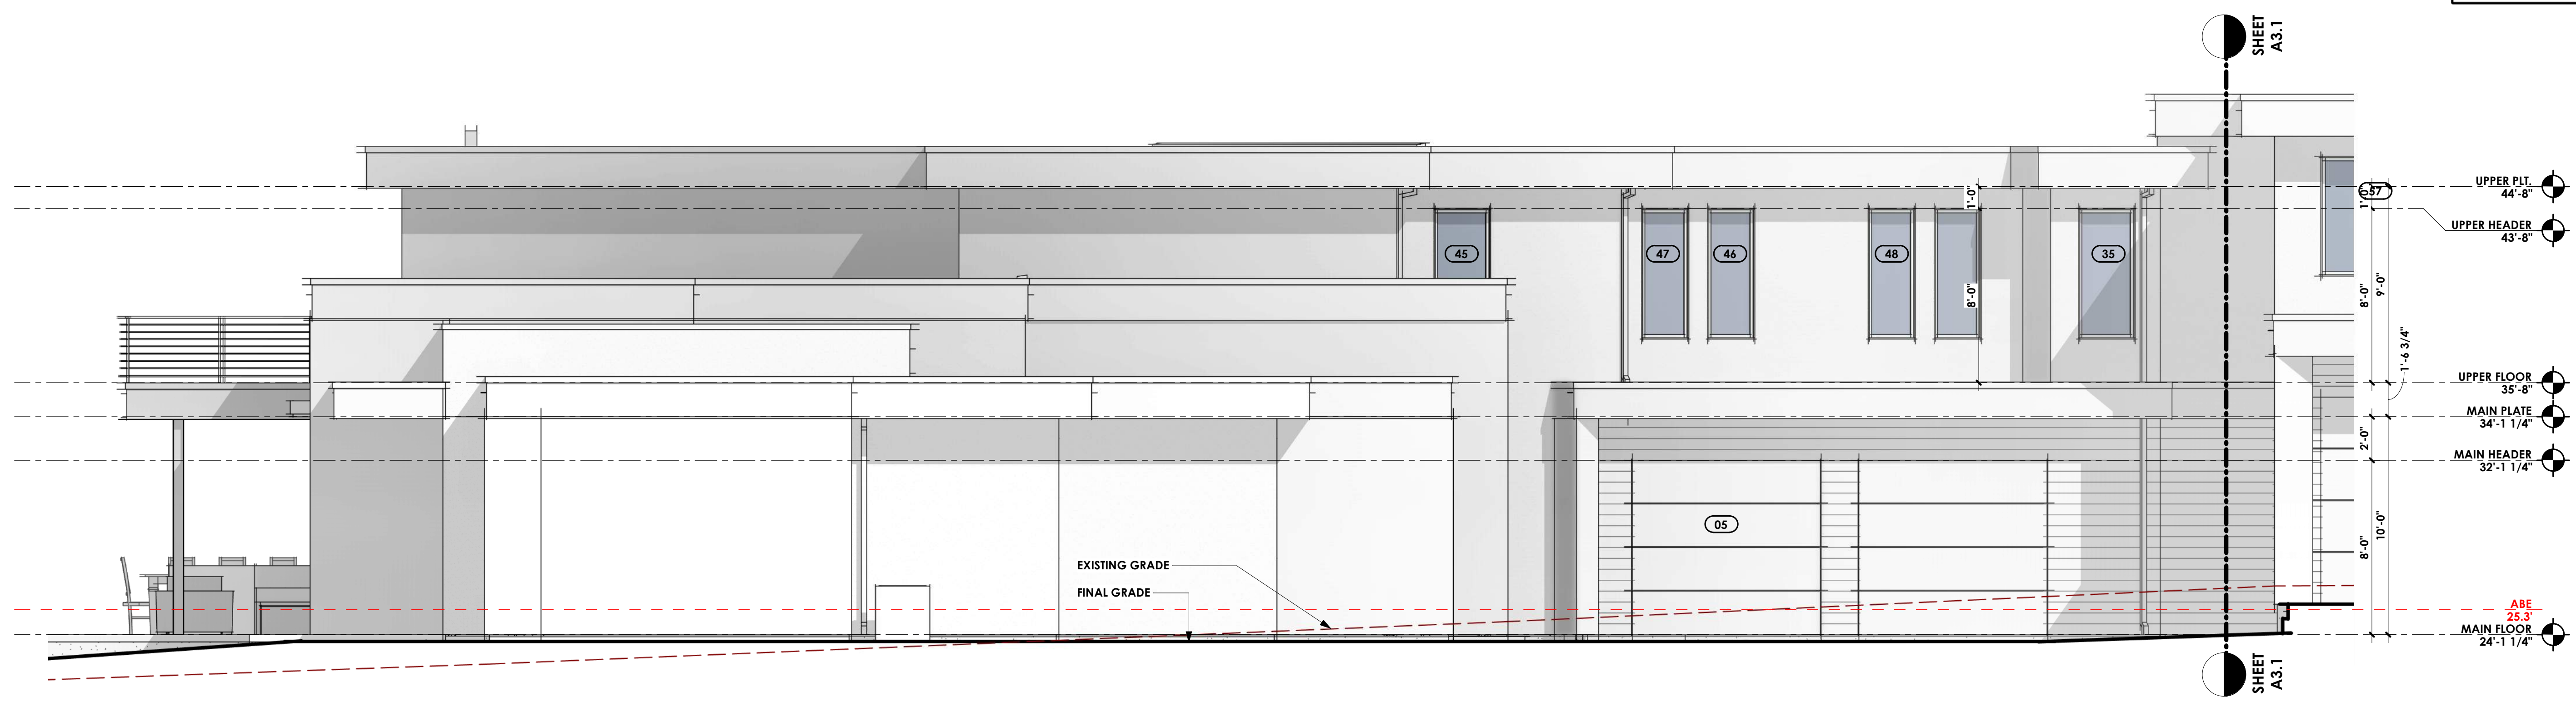 SHEET
A3.1
UPPER PLT.
44'-8"
UPPER HEADER
43'-8"
UPPER FLOOR
35'-8"
MAIN PLATE
34'-1 1/4"
MAIN HEADER
32'-1 1/4"
ABE
25.3'
MAIN FLOOR
24'-1 1/4"
1'-0"
8'-0"
8'-0"
9'-0"
1'-6 3/4"
2'-0"
8'-0"
10'-0"
45
47
46
48
35
05
EXISTING GRADE
FINAL GRADE
SHEET
A3.1